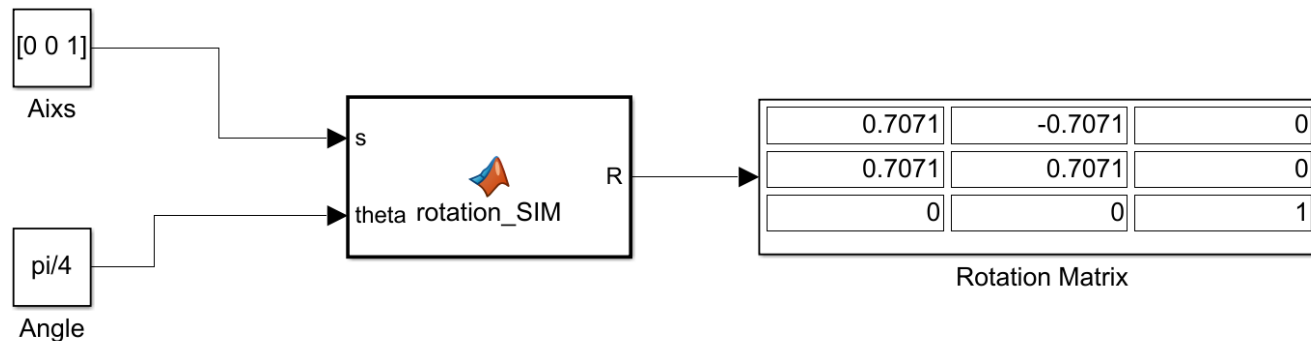 [0 0 1]
Aixs
pi/4
Angle
s
theta
rotation_SIM
R
0.7071 -0.7071 0
0.7071 0.7071 0
0 0 1
Rotation Matrix